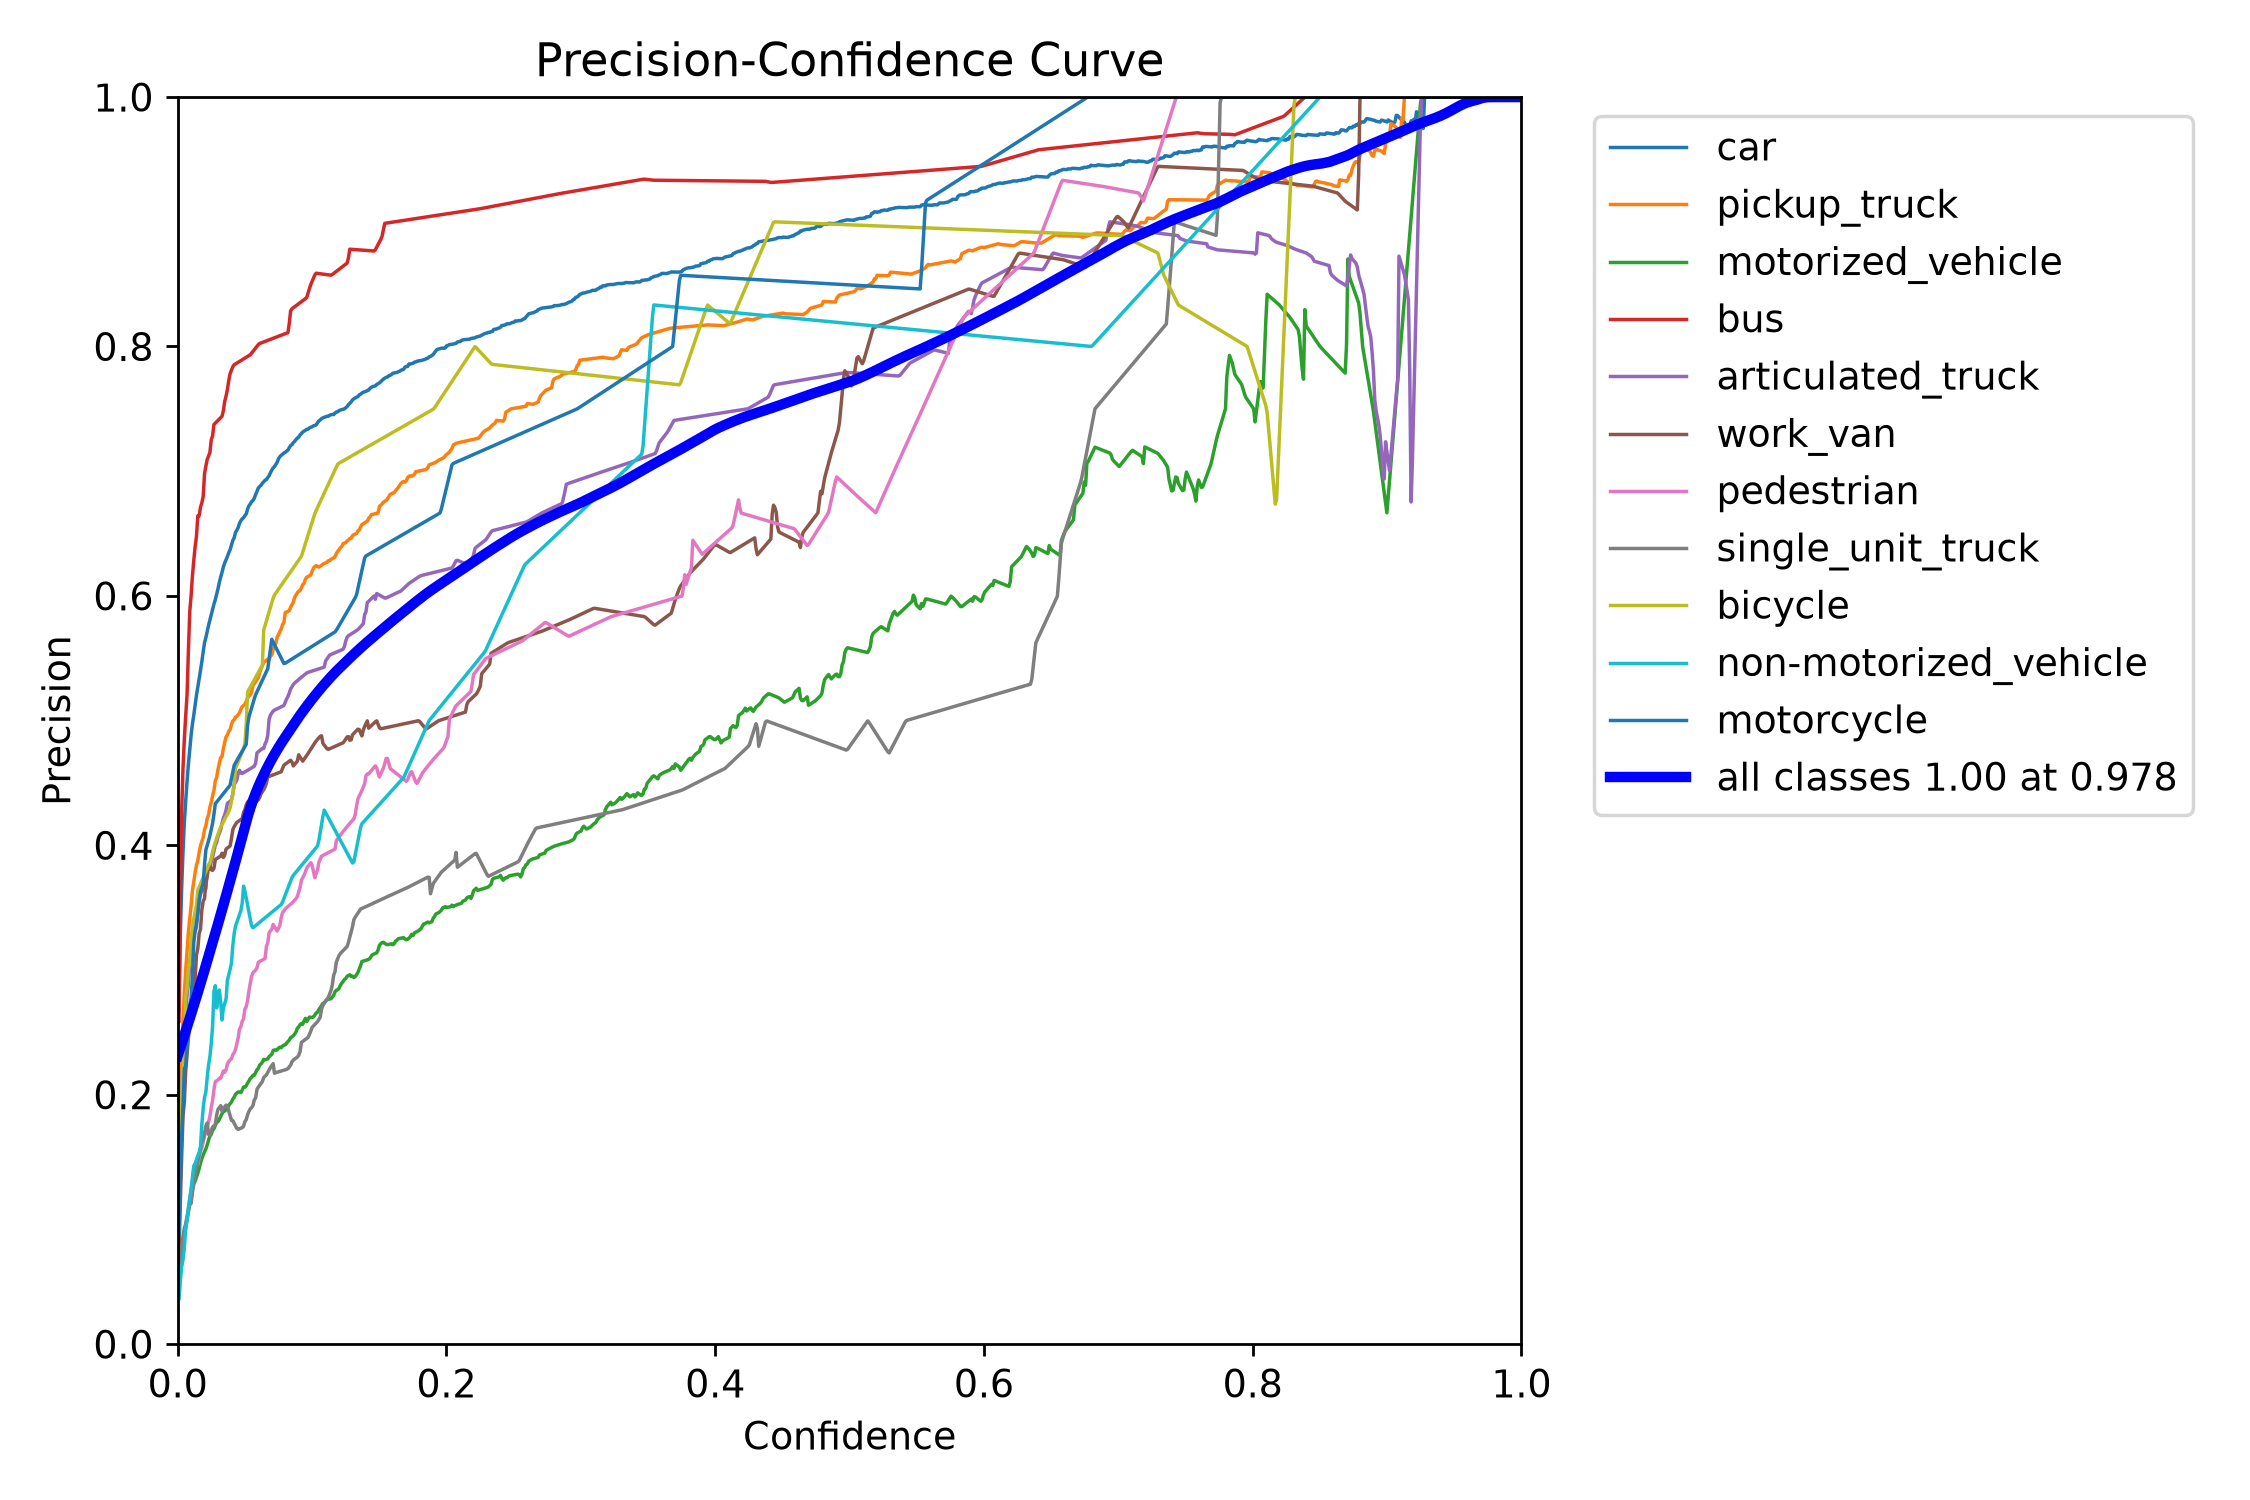 Precision-Confidence Curve
1.0
0.8
0.6
0.4
0.2
0.0
Precision
0.0 0.2 0.4 0.6 0.8 1.0
Confidence
car
pickup_truck
motorized_vehicle
bus
articulated_truck
work_van
pedestrian
single_unit_truck
bicycle
non-motorized_vehicle
motorcycle
all classes 1.00 at 0.978